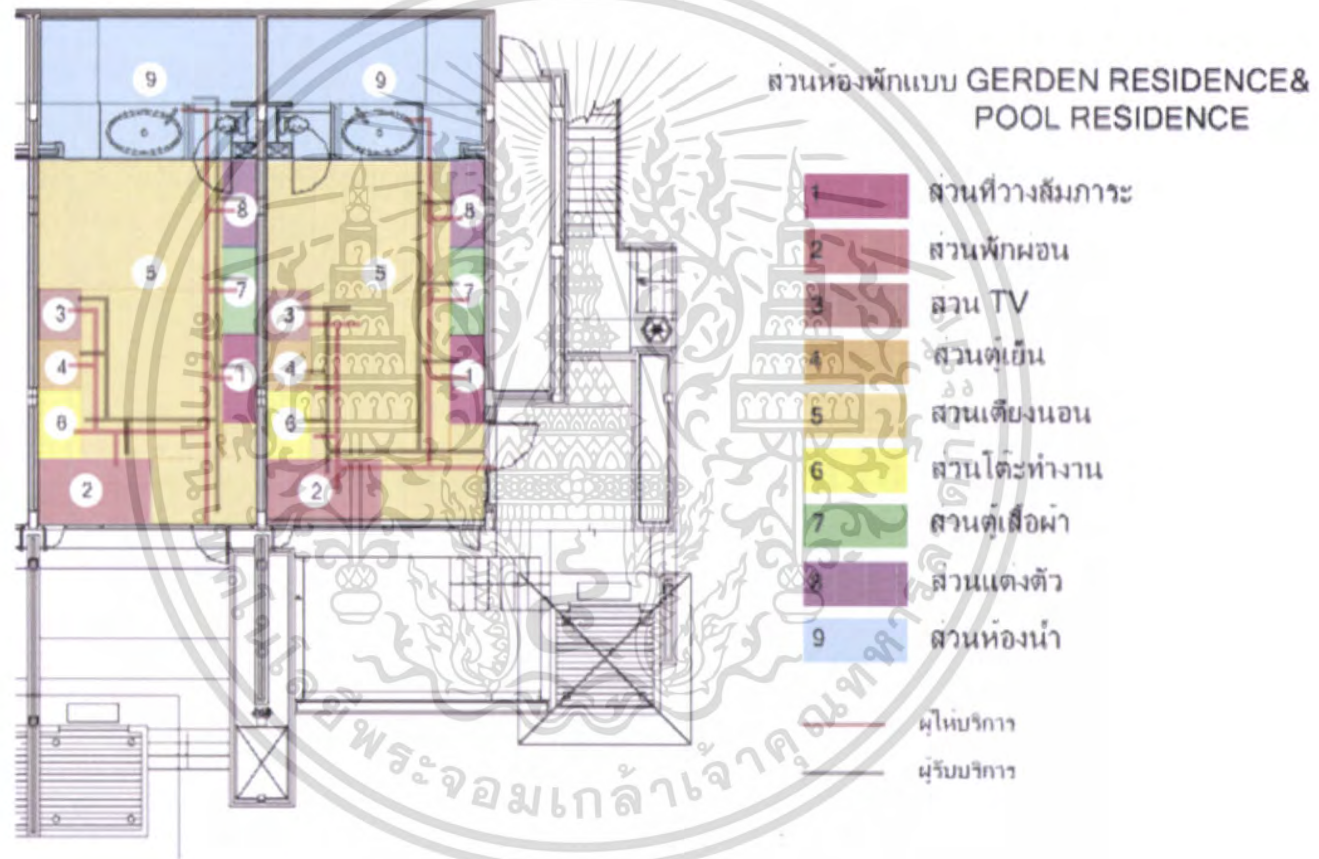 ส่วนห้องพักแบบ GERDEN RESIDENCE&
POOL RESIDENCE
1 ส่วนที่วางสัมภาระ
2 ส่วนพักผ่อน
3 ส่วน TV
4 ส่วนตู้เย็น
5 ส่วนเตียงนอน
6 ส่วนโต๊ะทำงาน
7 ส่วนตู้เสื้อผ้า
8 ส่วนแต่งตัว
9 ส่วนห้องน้ำ
ผู้ให้บริการ
ผู้รับบริการ
9 9
8 8
5 5
7 7
3 3
4 4
1 1
6 6
2 2
พระจอมเกล้าเจ้าคุณทหารลาดกระบัง